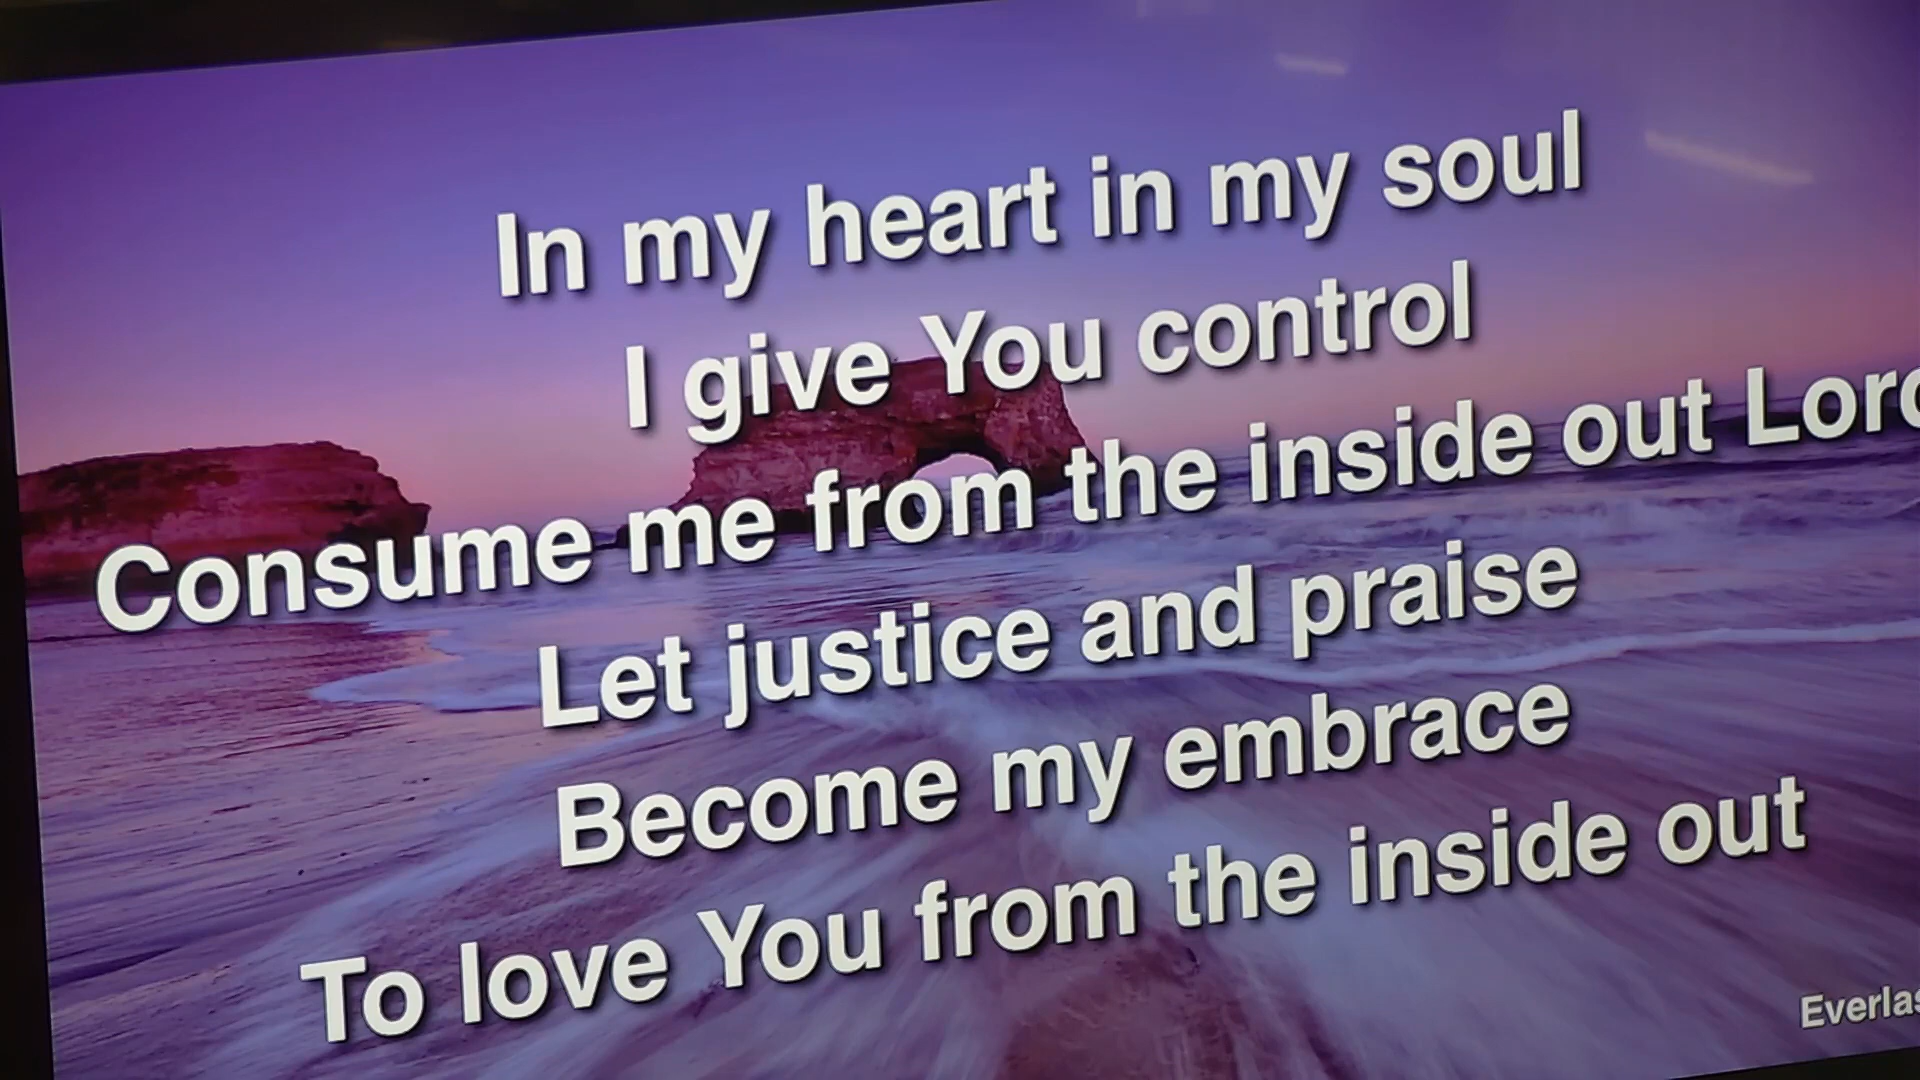 In my heart in my soul
I give You control
Consume me from the inside out Lord
Let justice and praise
Become my embrace
To love You from the inside out